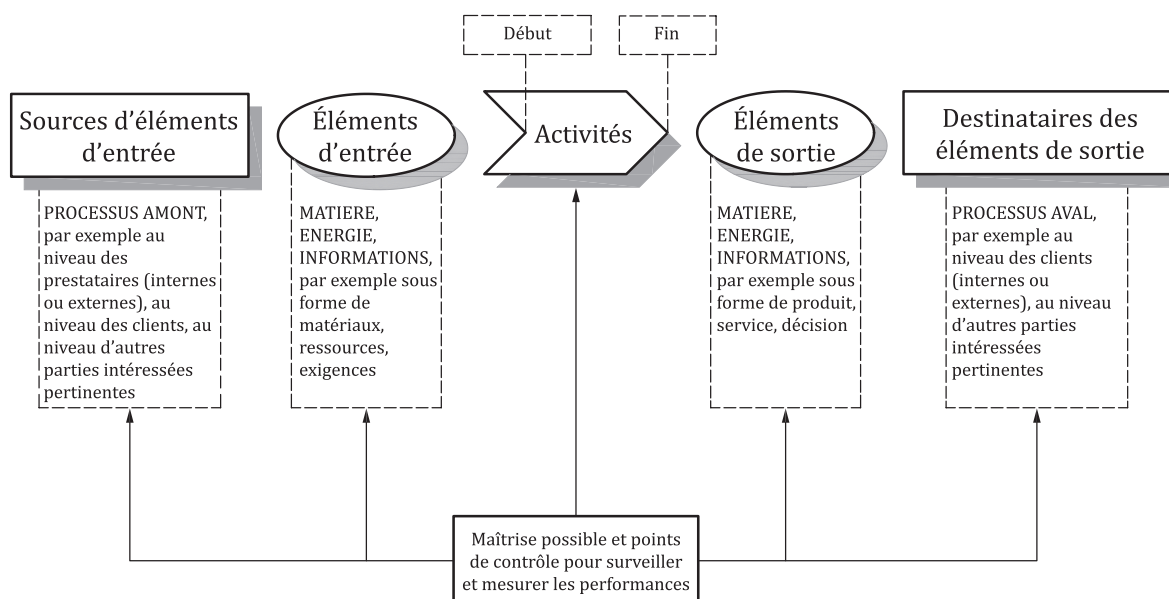 Début
Fin
Sources d'éléments
d'entrée
Éléments
d'entrée
Activités
Éléments
de sortie
Destinataires des
éléments de sortie
PROCESSUS AMONT,
par exemple au
niveau des
prestataires (internes
ou externes), au
niveau des clients, au
niveau d'autres
parties intéressées
pertinentes
MATIERE,
ENERGIE,
INFORMATIONS,
par exemple sous
forme de
matériaux,
ressources,
exigences
MATIERE,
ENERGIE,
INFORMATIONS,
par exemple sous
forme de produit,
service, décision
PROCESSUS AVAL,
par exemple au
niveau des clients
(internes ou
externes), au niveau
d'autres parties
intéressées
pertinentes
Maîtrise possible et points
de contrôle pour surveiller
et mesurer les performances